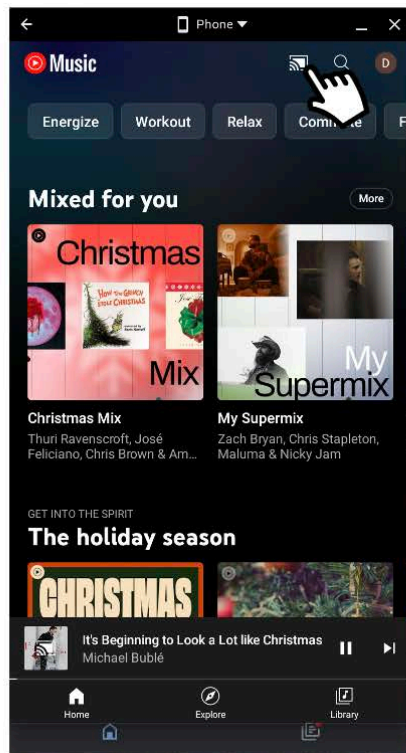 Phone
Music
D
Energize
Workout
Relax
F
Mixed for you
More
Christmas
HOW THE GRINCH
STOLE CHRISTMAS
Mix
My
Supermix
Christmas Mix
Thuri Ravenscroft, José
Feliciano, Chris Brown & Am...
My Supermix
Zach Bryan, Chris Stapleton,
Maluma & Nicky Jam
GET INTO THE SPIRIT
The holiday season
CHRISTMAS
It's Beginning to Look a Lot like Christmas
Michael Bublé
Home
Explore
Library